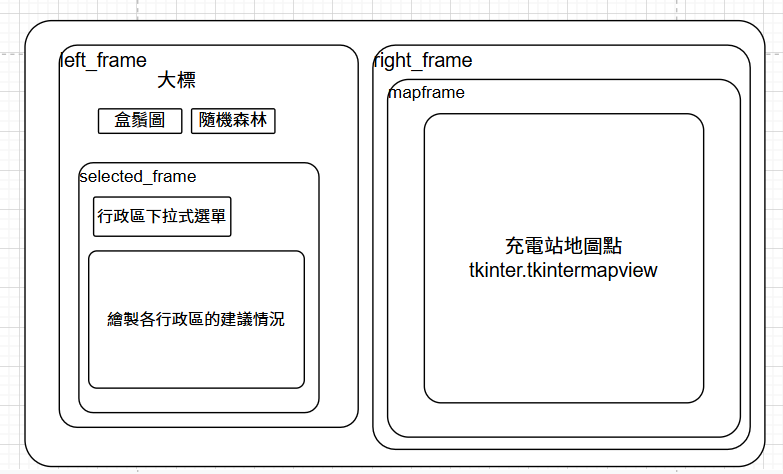 left_frame
大標
盒鬚圖
隨機森林
selected_frame
行政區下拉式選單
繪製各行政區的建議情況
right_frame
mapframe
充電站地圖點
tkinter.tkintermapview